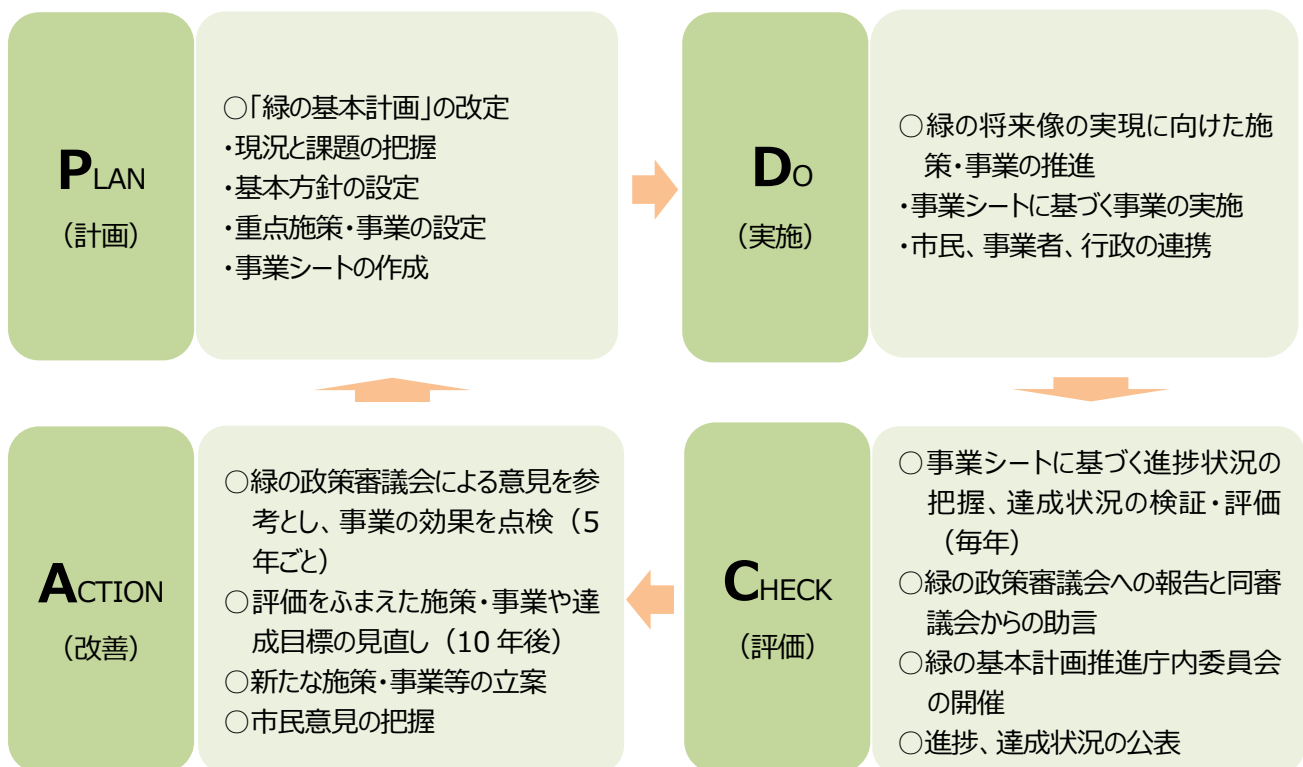 PLAN
(計画)
○「緑の基本計画」の改定
・現況と課題の把握
・基本方針の設定
・重点施策・事業の設定
・事業シートの作成
DO
(実施)
○緑の将来像の実現に向けた施
策・事業の推進
・事業シートに基づく事業の実施
・市民、事業者、行政の連携
ACTION
(改善)
○緑の政策審議会による意見を参
考とし、事業の効果を点検(5
年ごと)
○評価をふまえた施策・事業や達
成目標の見直し(10 年後)
○新たな施策・事業等の立案
○市民意見の把握
CHECK
(評価)
○事業シートに基づく進捗状況の
把握、達成状況の検証・評価
(毎年)
○緑の政策審議会への報告と同審
議会からの助言
○緑の基本計画推進庁内委員会
の開催
○進捗、達成状況の公表